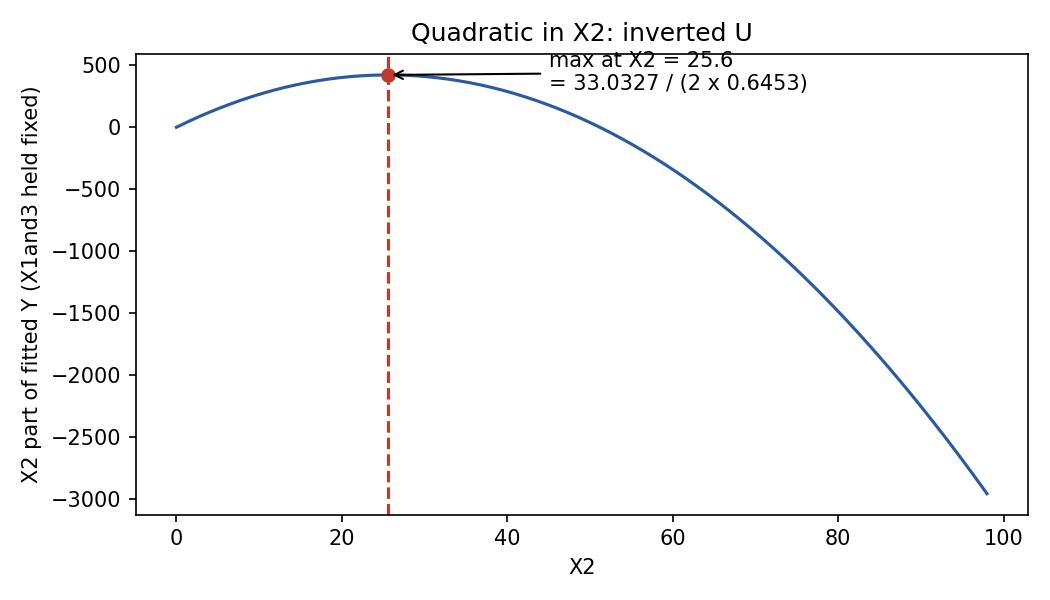 Quadratic in X2: inverted U
max at X2 = 25.6
= 33.0327 / (2 x 0.6453)
X2 part of fitted Y (X1and3 held fixed)
500
0
−500
−1000
−1500
−2000
−2500
−3000
0 20 40 60 80 100
X2